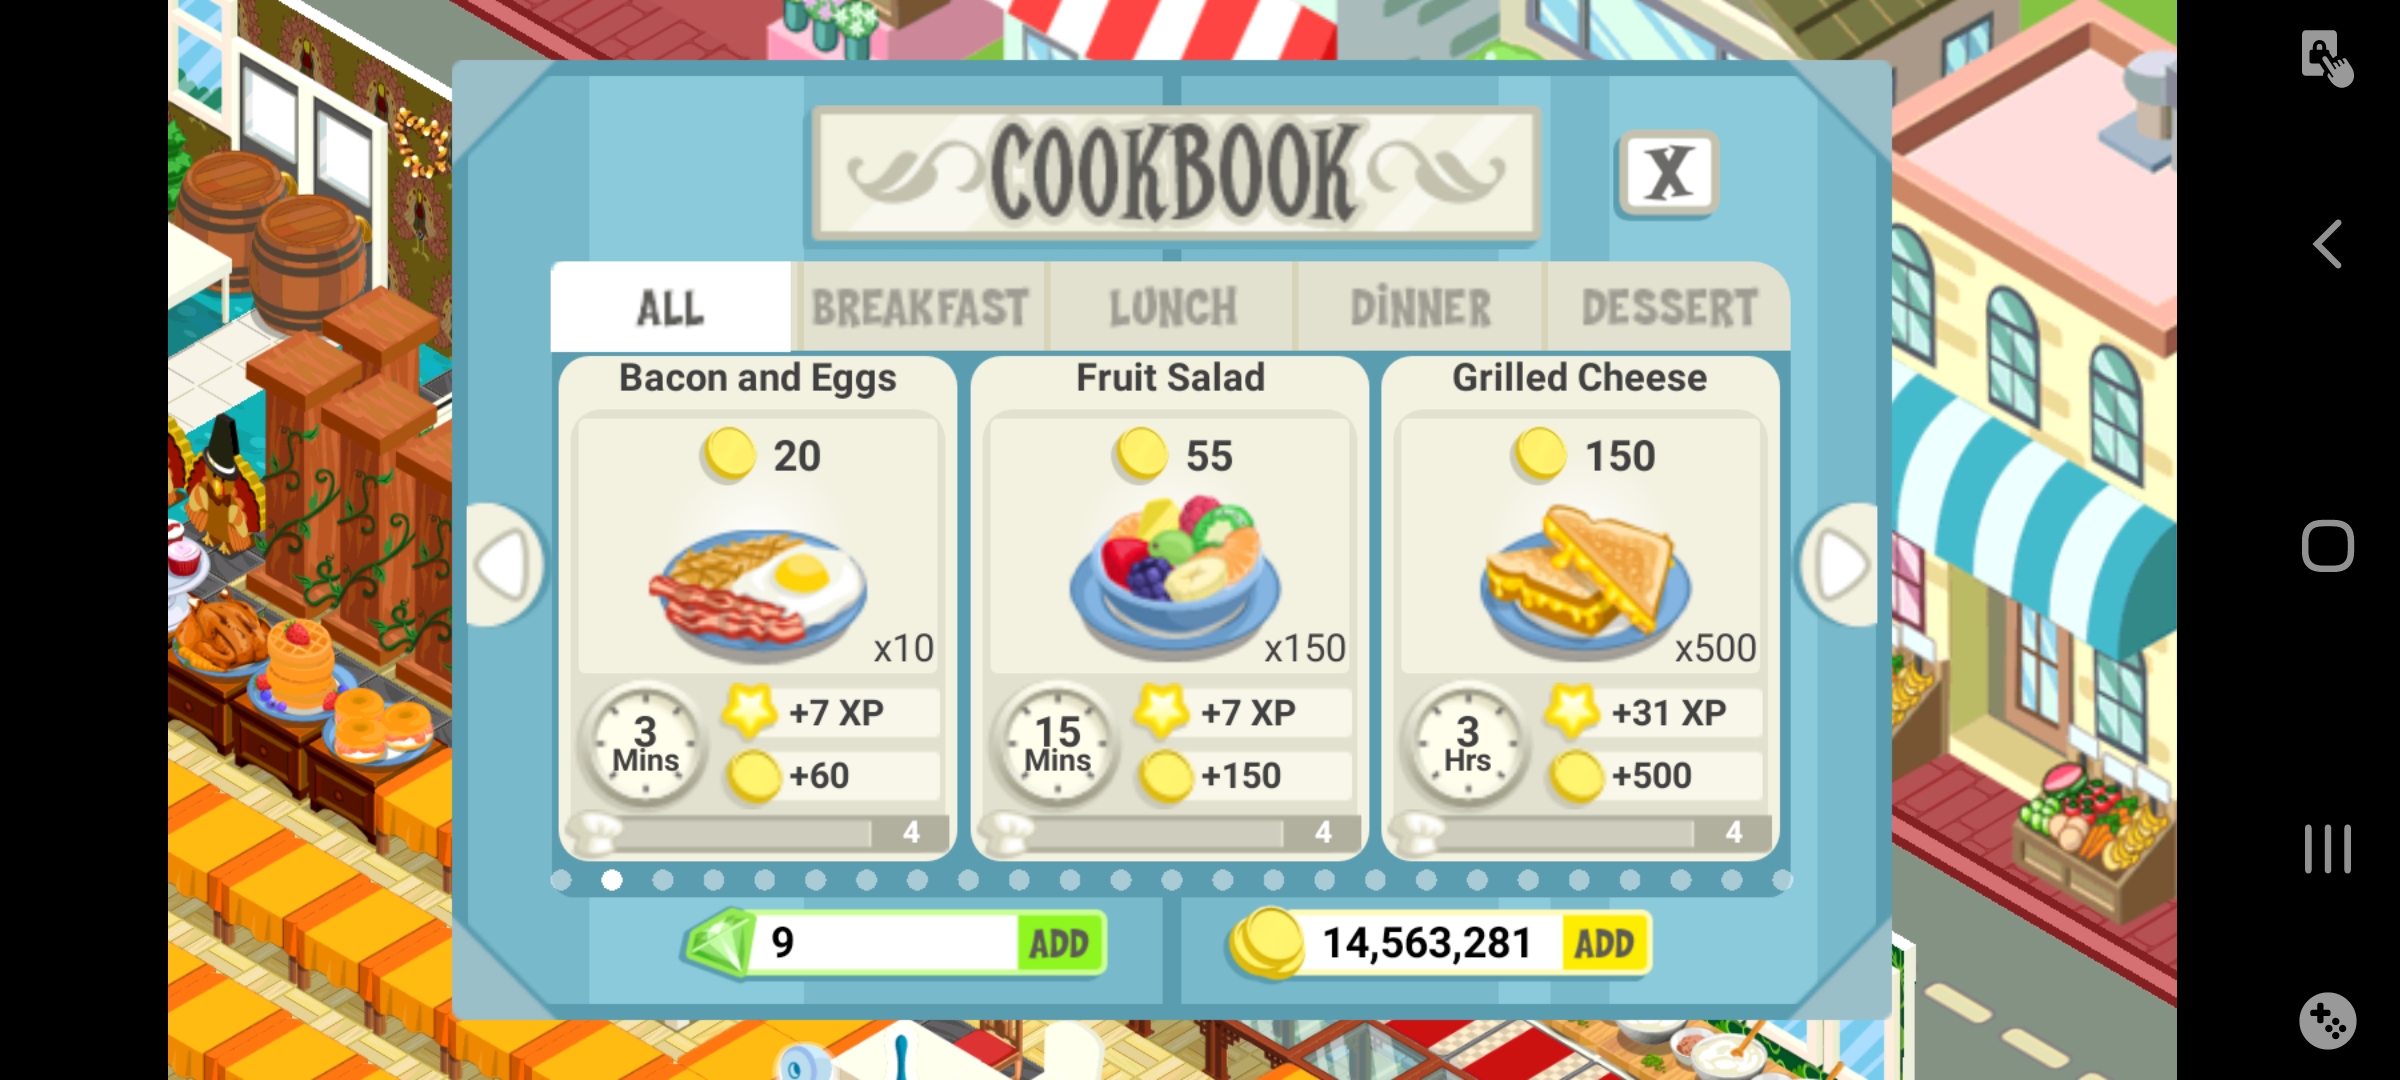 COOKBOOK
X
ALL
BREAKFAST
LUNCH
DINNER
DESSERT
Bacon and Eggs
20
x10
3
Mins
+7 XP
+60
4
Fruit Salad
55
x150
15
Mins
+7 XP
+150
4
Grilled Cheese
150
x500
3
Hrs
+31 XP
+500
4
9
ADD
14,563,281
ADD